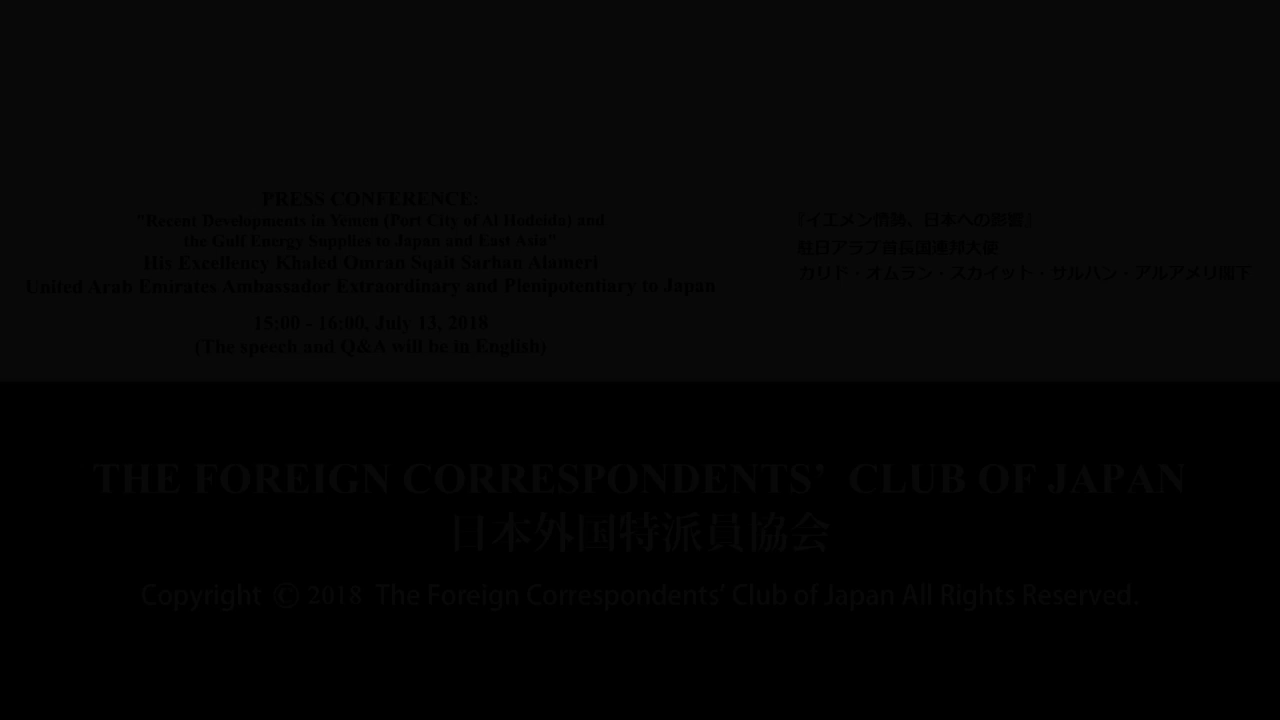 PRESS CONFERENCE:
"Recent Developments in Yemen (Port City of Al Hodeida) and
the Gulf Energy Supplies to Japan and East Asia"
His Excellency Khaled Omran Sqait Sarhan Alameri
United Arab Emirates Ambassador Extraordinary and Plenipotentiary to Japan
15:00 - 16:00, July 13, 2018
(The speech and Q&A will be in English)
『イエメン情勢、日本への影響』
駐日アラブ首長国連邦大使
カリド・オムラン・スカイット・サルハン・アルアメリ閣下
THE FOREIGN CORRESPONDENTS’ CLUB OF JAPAN
日本外国特派員協会
Copyright © 2018 The Foreign Correspondents’ Club of Japan All Rights Reserved.